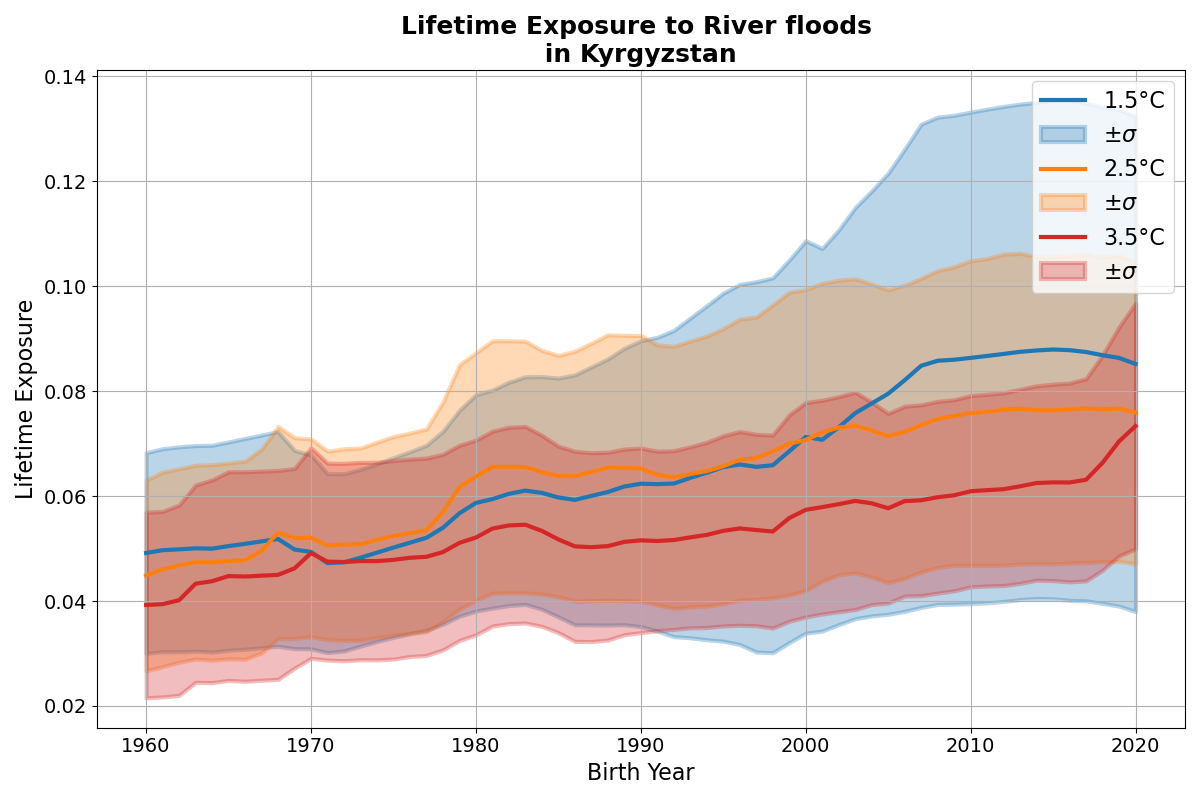 Lifetime Exposure to River floods
in Kyrgyzstan
Lifetime Exposure
0.14
0.12
0.10
0.08
0.06
0.04
0.02
1.5°C
±σ
2.5°C
±σ
3.5°C
±σ
1960
1970
1980
1990
2000
2010
2020
Birth Year